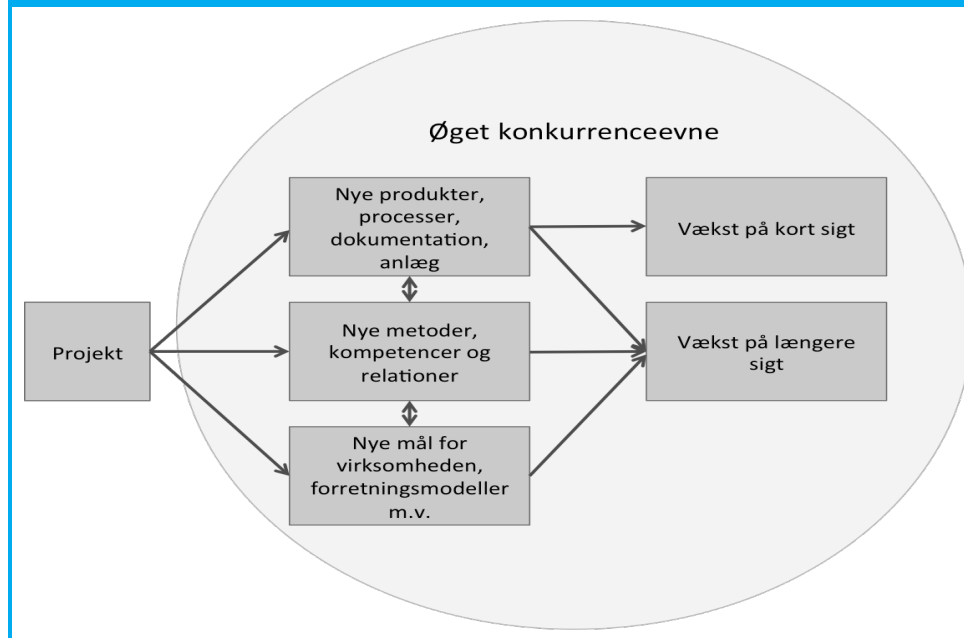 Øget konkurrenceevne
Nye produkter,
processer,
dokumentation,
anlæg
Vækst på kort sigt
Projekt
Nye metoder,
kompetencer og
relationer
Vækst på længere
sigt
Nye mål for
virksomheden,
forretningsmodeller
m.v.